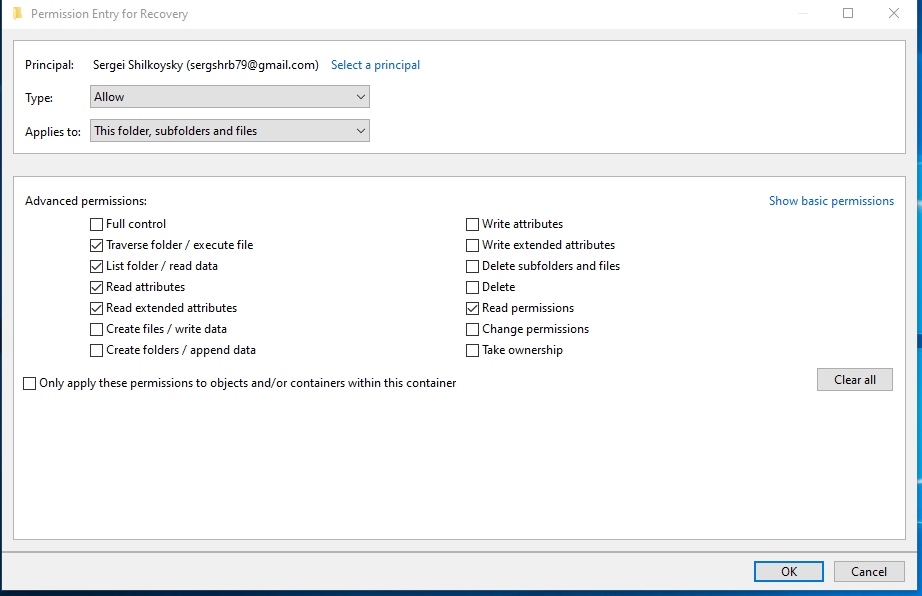 Permission Entry for Recovery
Principal: Sergei Shilkoysky (sergshrb79@gmail.com) Select a principal
Type: Allow
Applies to: This folder, subfolders and files
Advanced permissions: Show basic permissions
Full control Write attributes
Traverse folder / execute file Write extended attributes
List folder / read data Delete subfolders and files
Read attributes Delete
Read extended attributes Read permissions
Create files / write data Change permissions
Create folders / append data Take ownership
Only apply these permissions to objects and/or containers within this container Clear all
OK Cancel